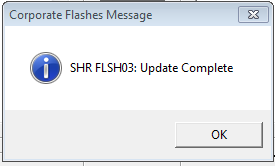 Corporate Flashes Message
SHR FLSH03: Update Complete
OK